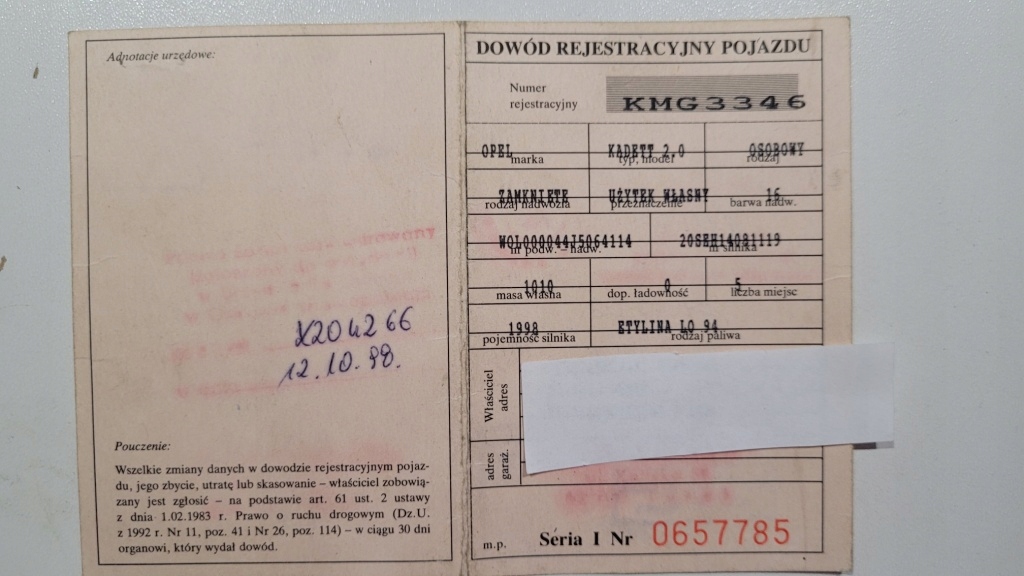 Adnotacje urzędowe:
X204266
12.10.98.
Pouczenie:
Wszelkie zmiany danych w dowodzie rejestracyjnym pojaz-
du, jego zbycie, utratę lub skasowanie – właściciel zobowią-
zany jest zgłosić – na podstawie art. 61 ust. 2 ustawy
z dnia 1.02.1983 r. Prawo o ruchu drogowym (Dz.U.
z 1992 r. Nr 11, poz. 41 i Nr 26, poz. 114) – w ciągu 30 dni
organowi, który wydał dowód.
DOWÓD REJESTRACYJNY POJAZDU
Numer
rejestracyjny
KMG3346
OPEL KADETT 2,0 OSOBOWY
marka typ, model rodzaj
ZAMKNIĘTE UŻYTEK WŁASNY 16
rodzaj nadwozia przeznaczenie barwa nadw.
WOL000044J5064114 20SEH14081119
nr podw. – nadw. nr silnika
1010 0 5
masa własna dop. ładowność liczba miejsc
1998 ETYLINA LO 94
pojemność silnika rodzaj paliwa
Właściciel
adres
adres
garaż.
m.p. Seria I Nr 0657785